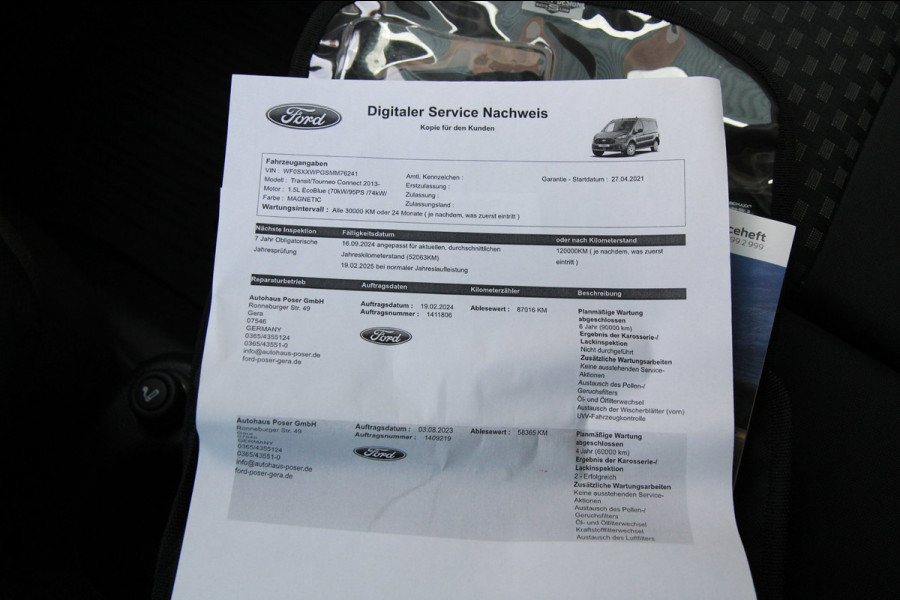 Ford
Digitaler Service Nachweis
Kopie für den Kunden
Fahrzeugangaben
VIN : WF0SXXWPGSMM76241
Modell : Transit/Tourneo Connect 2013-
Motor : 1.5L EcoBlue (70kW/95PS /74kW/
Farbe : MAGNETIC
Wartungsintervall : Alle 30000 KM oder 24 Monate ( je nachdem, was zuerst eintritt )
Amtl. Kennzeichen :
Erstzulassung :
Zulassung :
Zulassungsland :
Garantie - Startdatum : 27.04.2021
Nächste Inspektion Fälligkeitsdatum oder nach Kilometerstand
7 Jahr Obligatorische
Jahresprüfung
16.09.2024 angepasst für aktuellen, durchschnittlichen
Jahreskilometerstand (52063KM)
19.02.2025 bei normaler Jahreslaufleistung
120000KM ( je nachdem, was zuerst
eintritt )
Reparaturbetrieb Auftragsdaten Kilometerzähler Beschreibung
Autohaus Poser GmbH
Ronneburger Str. 49
Gera
07546
GERMANY
0365/4355124
0365/43551-0
info@autohaus-poser.de
ford-poser-gera.de
Auftragsdatum : 19.02.2024
Auftragsnummer : 1411806
Ford
Ablesewert : 87016 KM
Planmäßige Wartung
abgeschlossen
6 Jahr (90000 km)
Ergebnis der Karosserie-/
Lackinspektion
Nicht durchgeführt
Zusätzliche Wartungsarbeiten
Keine ausstehenden Service-
Aktionen
Austausch des Pollen-/
Geruchsfilters
Öl- und Ölfilterwechsel
Austausch der Wischerblätter (vorn)
UVV-Fahrzeugkontrolle
Autohaus Poser GmbH
Ronneburger Str. 49
Gera
GERMANY
0365/4355124
0365/43551-0
info@autohaus-poser.de
ford-poser-gera.de
Auftragsdatum : 03.08.2023
Auftragsnummer : 1409219
Ford
Ablesewert : 58365 KM
Planmäßige Wartung
abgeschlossen
4 Jahr (60000 km)
Ergebnis der Karosserie-/
Lackinspektion
2 - Erfolgreich
Zusätzliche Wartungsarbeiten
Keine ausstehenden Service-
Aktionen
Austausch des Pollen-/
Geruchsfilters
Öl- und Ölfilterwechsel
Kraftstofffilterwechsel
Austausch des Luftfilters
ceheft
99 2 999